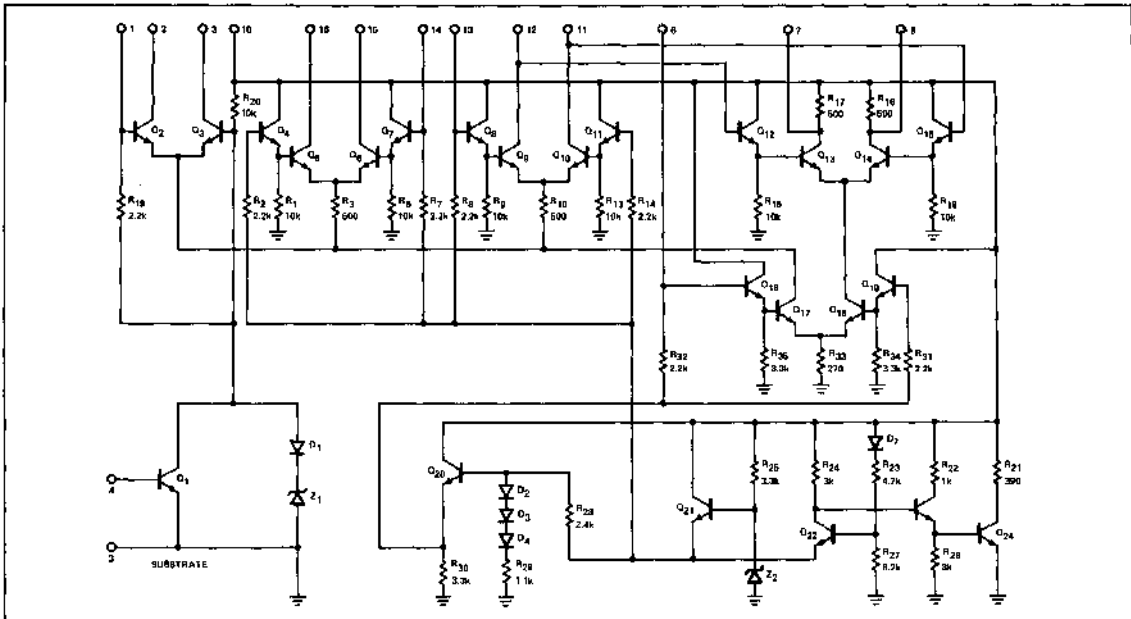 1 2 3 10 16 15 14 13 12 11 6 7 8
R20
10k
Q2 Q3 Q4 Q5 Q6 Q7 Q8 Q9 Q10 Q11 Q12 Q13 Q14 Q15
R17
500
R16
500
R19
2.2k
R2
2.2k
R1
10k
R3
500
R5
10k
R7
2.2k
R8
2.2k
R9
10k
R10
500
R13
10k
R14
2.2k
R15
10k
R18
10k
Q18 Q17 Q16 Q19
R32
2.2k
R35
3.3k
R33
270
R34
3.3k
R31
2.2k
4
Q1
D1
Z1
SUBSTRATE
Q20
D2
D3
D4
R30
3.3k
R29
1.1k
R28
2.4k
Q21
R25
3.3k
Z2
R24
3k
Q22
D7
R23
4.7k
R27
R22
1k
R26
3k
R21
390
Q24